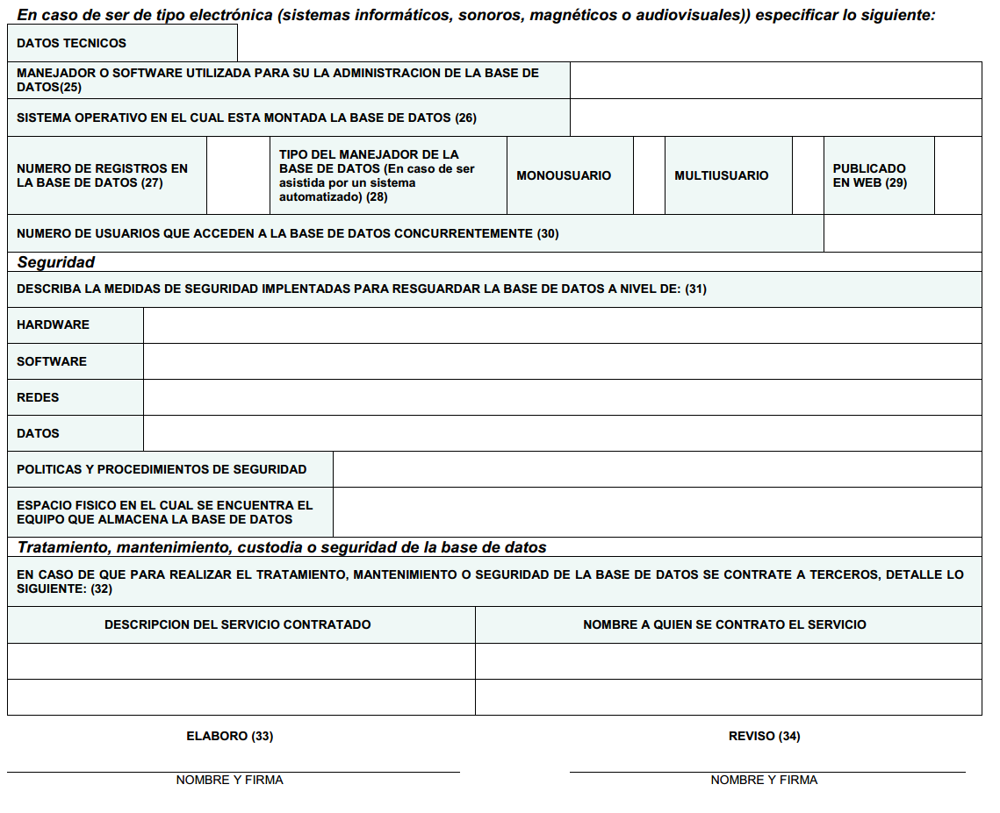 En caso de ser de tipo electrónica (sistemas informáticos, sonoros, magnéticos o audiovisuales)) especificar lo siguiente:
DATOS TECNICOS
MANEJADOR O SOFTWARE UTILIZADA PARA SU LA ADMINISTRACION DE LA BASE DE
DATOS(25)
SISTEMA OPERATIVO EN EL CUAL ESTA MONTADA LA BASE DE DATOS (26)
NUMERO DE REGISTROS EN
LA BASE DE DATOS (27)
TIPO DEL MANEJADOR DE LA
BASE DE DATOS (En caso de ser
asistida por un sistema
automatizado) (28)
MONOUSUARIO
MULTIUSUARIO
PUBLICADO
EN WEB (29)
NUMERO DE USUARIOS QUE ACCEDEN A LA BASE DE DATOS CONCURRENTEMENTE (30)
Seguridad
DESCRIBA LA MEDIDAS DE SEGURIDAD IMPLENTADAS PARA RESGUARDAR LA BASE DE DATOS A NIVEL DE: (31)
HARDWARE
SOFTWARE
REDES
DATOS
POLITICAS Y PROCEDIMIENTOS DE SEGURIDAD
ESPACIO FISICO EN EL CUAL SE ENCUENTRA EL
EQUIPO QUE ALMACENA LA BASE DE DATOS
Tratamiento, mantenimiento, custodia o seguridad de la base de datos
EN CASO DE QUE PARA REALIZAR EL TRATAMIENTO, MANTENIMIENTO O SEGURIDAD DE LA BASE DE DATOS SE CONTRATE A TERCEROS, DETALLE LO
SIGUIENTE: (32)
DESCRIPCION DEL SERVICIO CONTRATADO
NOMBRE A QUIEN SE CONTRATO EL SERVICIO
ELABORO (33)
REVISO (34)
NOMBRE Y FIRMA
NOMBRE Y FIRMA